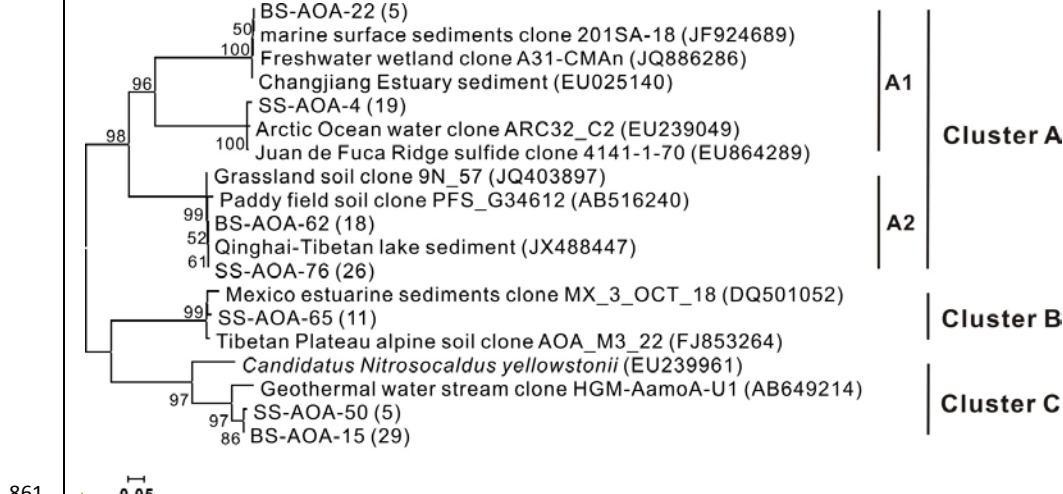 BS-AOA-22 (5)
50
marine surface sediments clone 201SA-18 (JF924689)
100
Freshwater wetland clone A31-CMAn (JQ886286)
Changjiang Estuary sediment (EU025140)
A1
96
SS-AOA-4 (19)
Arctic Ocean water clone ARC32_C2 (EU239049)
Cluster A
98
100
Juan de Fuca Ridge sulfide clone 4141-1-70 (EU864289)
Grassland soil clone 9N_57 (JQ403897)
Paddy field soil clone PFS_G34612 (AB516240)
99
BS-AOA-62 (18)
A2
52
Qinghai-Tibetan lake sediment (JX488447)
61
SS-AOA-76 (26)
Mexico estuarine sediments clone MX_3_OCT_18 (DQ501052)
99
SS-AOA-65 (11)
Cluster B
Tibetan Plateau alpine soil clone AOA_M3_22 (FJ853264)
Candidatus Nitrosocaldus yellowstonii (EU239961)
Geothermal water stream clone HGM-AamoA-U1 (AB649214)
97
SS-AOA-50 (5)
Cluster C
97
86
BS-AOA-15 (29)
861
0.05